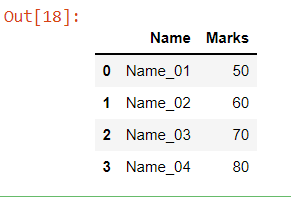 Out[18]:
Name Marks
0 Name_01 50
1 Name_02 60
2 Name_03 70
3 Name_04 80